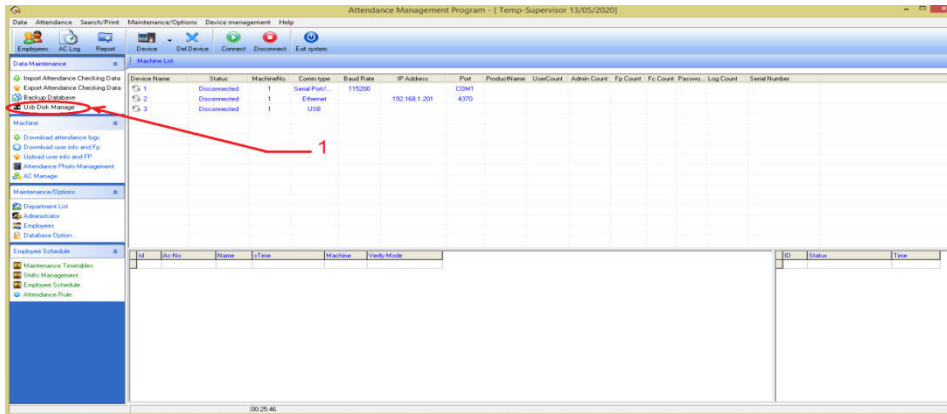 Attendance Management Program - [ Temp-Supervisor 13/05/2020]
Data Attendance Search/Print Maintenance/Options Device management Help
Employees AC Log Report Device Del Device Connect Disconnect Exit system
Data Maintenance
Import Attendance Checking Data
Export Attendance Checking Data
Backup Database
Usb Disk Manage
Machine
Download attendance logs
Download user info and Fp
Upload user info and FP
Attendance Photo Management
AC Manage
Maintenance/Options
Department List
Administrator
Employees
Database Option...
Employee Schedule
Maintenance Timetables
Shifts Management
Employee Schedule
Attendance Rule
Machine List
Device Name Status MachineNo. Comm type Baud Rate IP Address Port ProductName UserCount Admin Count Fp Count Fc Count Passwo... Log Count Serial Number
1 Disconnected 1 Serial Port/... 115200 COM1
2 Disconnected 1 Ethernet 192.168.1.201 4370
3 Disconnected 1 USB
1
Id Ac-No Name sTime Machine Verify Mode
ID Status Time
00:25:46